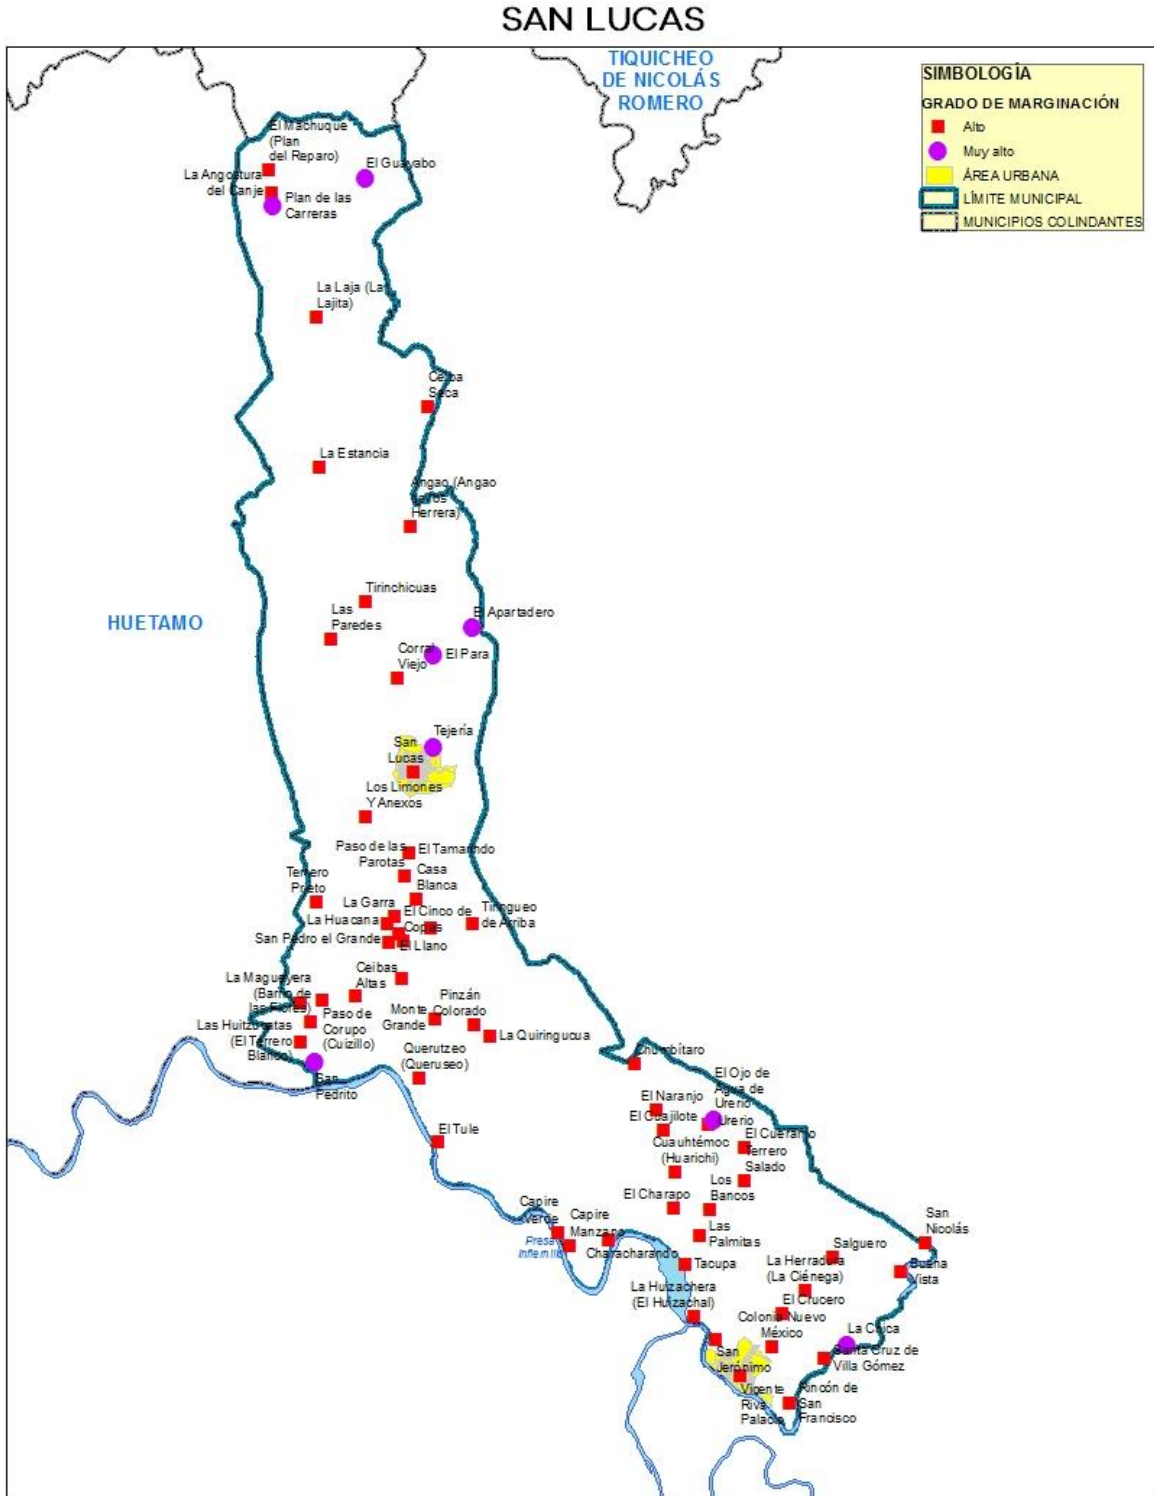 SAN LUCAS
TIQUICHEO
DE NICOLÁS
ROMERO
SIMBOLOGÍA
GRADO DE MARGINACIÓN
Alto
Muy alto
ÁREA URBANA
LÍMITE MUNICIPAL
MUNICIPIOS COLINDANTES
El Machuque
(Plan
del Reparo)
El Guayabo
La Angostura
del Canje
Plan de las
Carreras
La Laja (La
Lajita)
Ceiba
Seca
La Estancia
Angao (Angao
de los
Herrera)
HUETAMO
Tirinchicuas
Las
Paredes
El Apartadero
Corral
Viejo
El Para
Tejería
San
Lucas
Los Limones
Y Anexos
Paso de las
Parotas
El Tamarindo
Casa
Blanca
Terrero
Prieto
La Garra
La Huacana
El Cinco de
Copas
Tiringueo
de Arriba
San Pedro el Grande
El Llano
Ceibas
Altas
La Magueyera
(Barrio de
las Flores)
Paso de
Corupo
(Cuizillo)
Monte
Grande
Pinzán
Colorado
La Quiringucua
Las Huitzucatas
(El Terrero
Blanco)
San
Pedrito
Querutzeo
(Queruseo)
El Tule
Chumbítaro
El Ojo de
Agua de
Urerio
El Naranjo
El Guajilote
Urerio
Cuauhtémoc
(Huarichi)
El Cueramo
Terrero
Salado
El Charapo
Los
Bancos
Capire
Verde
Capire
Manzano
Presa
Infiernillo
Characharando
Las
Palmitas
Tacupa
San
Nicolás
Salguero
Buena
Vista
La Herradura
(La Ciénega)
La Huizachera
(El Huizachal)
El Crucero
Colonia Nuevo
México
La Chica
Santa Cruz de
Villa Gómez
San
Jerónimo
Vicente
Riva
Palacio
Rincón de
San
Francisco